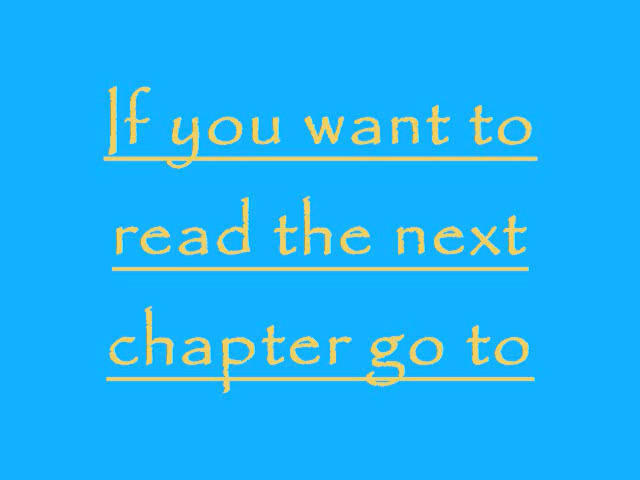 If you want to
read the next
chapter go to